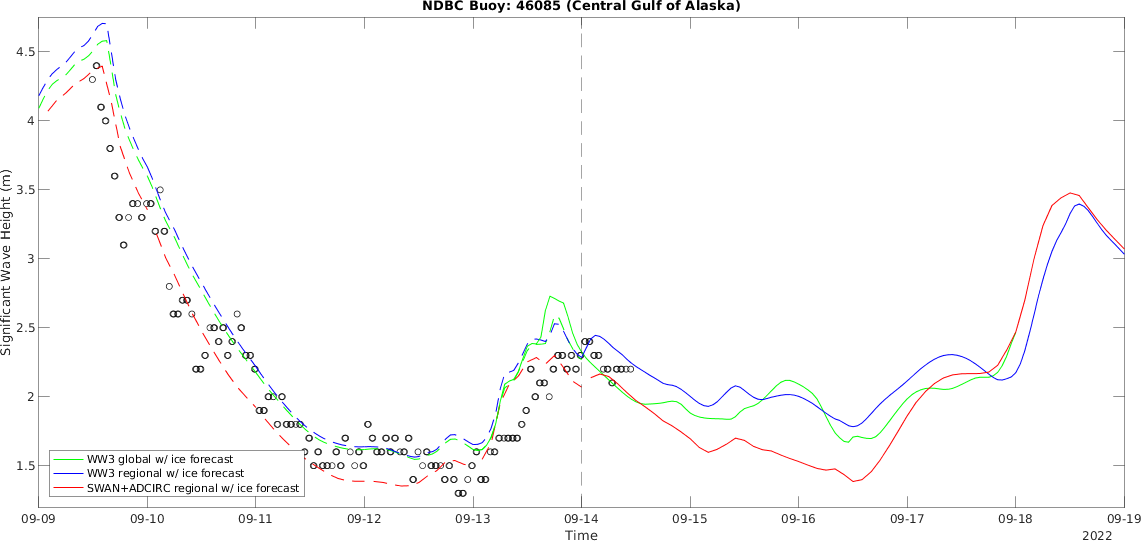 NDBC Buoy: 46085 (Central Gulf of Alaska)
Significant Wave Height (m)
4.5
4
3.5
3
2.5
2
1.5
WW3 global w/ ice forecast
WW3 regional w/ ice forecast
SWAN+ADCIRC regional w/ ice forecast
09-09 09-10 09-11 09-12 09-13 09-14 09-15 09-16 09-17 09-18 09-19
Time
2022